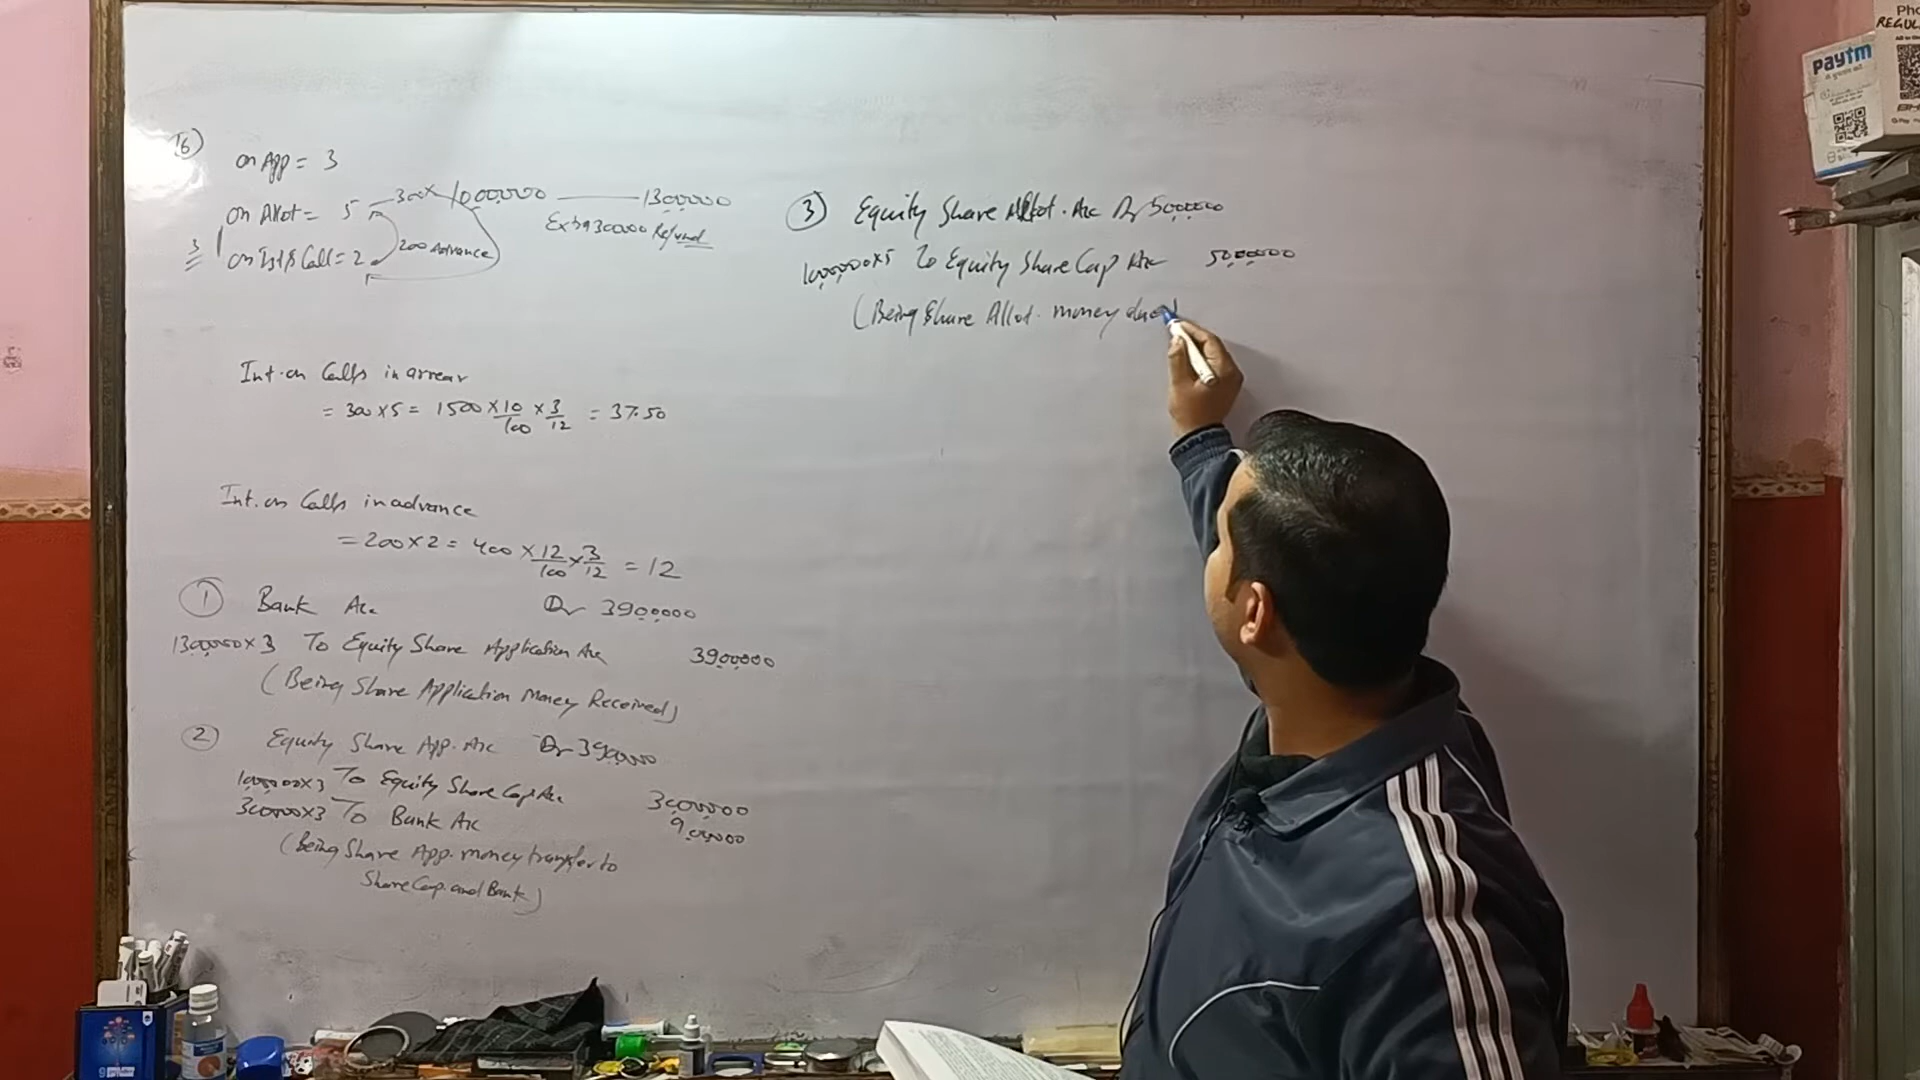 16
on App = 3
on Allot = 5 300x 1000000 1300000
Extra 300000 Refund
3 on Ist & Call = 2 200 Advance
Int. on Calls in arrear
= 300 x 5 = 1500 x 10/100 x 3/12 = 37.50
Int. on Calls in advance
= 200 x 2 = 400 x 12/100 x 3/12 = 12
1 Bank A/c Dr 3900000
1300000 x 3 To Equity Share Application A/c 3900000
(Being Share Application Money Received)
2 Equity Share App. A/c Dr 3900000
1000000 x 3 To Equity Share Cap A/c 3000000
300000 x 3 To Bank A/c 900000
(Being Share App. money transfer to
Share Cap. and Bank)
3 Equity Share Allot. A/c Dr 5000000
1000000 x 5 To Equity Share Cap A/c 5000000
(Being Share Allot. money due)
paytm
REGUL